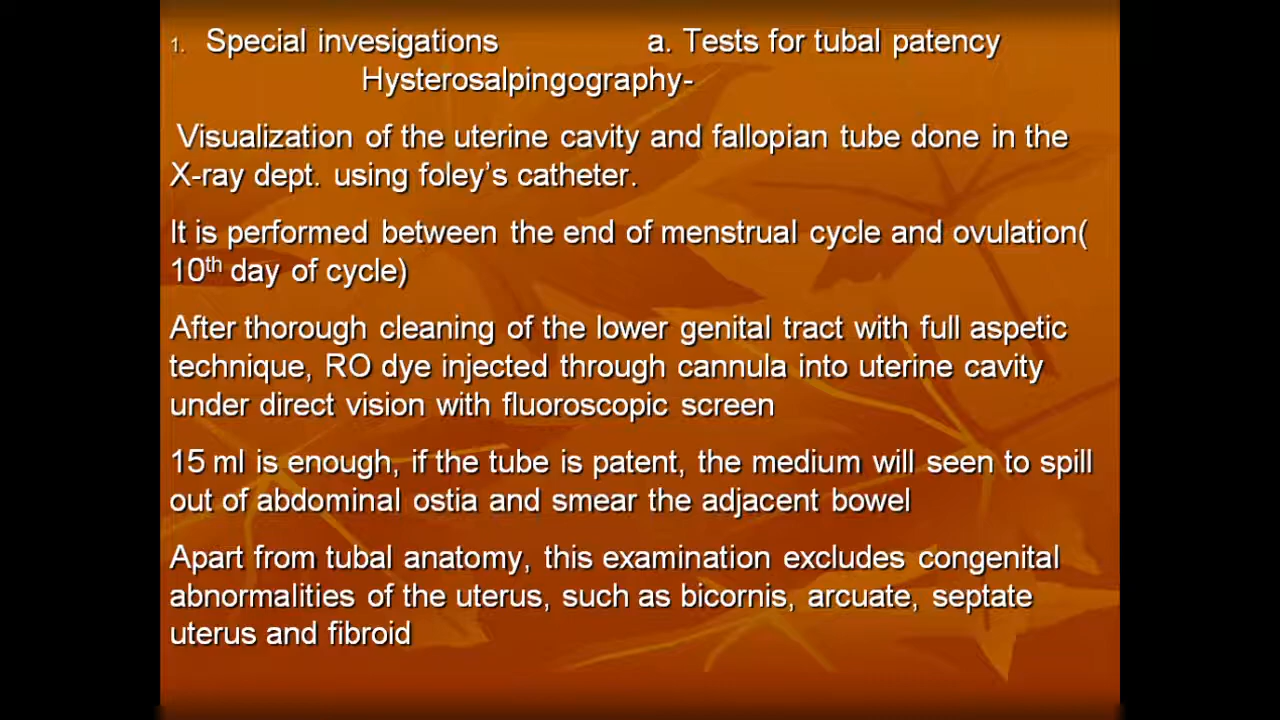 1. Special invesigations a. Tests for tubal patency
Hysterosalpingography-
Visualization of the uterine cavity and fallopian tube done in the
X-ray dept. using foley's catheter.
It is performed between the end of menstrual cycle and ovulation(
10th day of cycle)
After thorough cleaning of the lower genital tract with full aspetic
technique, RO dye injected through cannula into uterine cavity
under direct vision with fluoroscopic screen
15 ml is enough, if the tube is patent, the medium will seen to spill
out of abdominal ostia and smear the adjacent bowel
Apart from tubal anatomy, this examination excludes congenital
abnormalities of the uterus, such as bicornis, arcuate, septate
uterus and fibroid